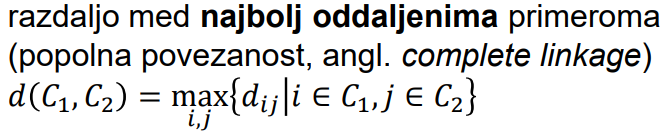 razdaljo med najbolj oddaljenima primeroma
(popolna povezanost, angl. complete linkage)
d(C₁, C₂) = max{dᵢⱼ|i ∈ C₁, j ∈ C₂}
i,j